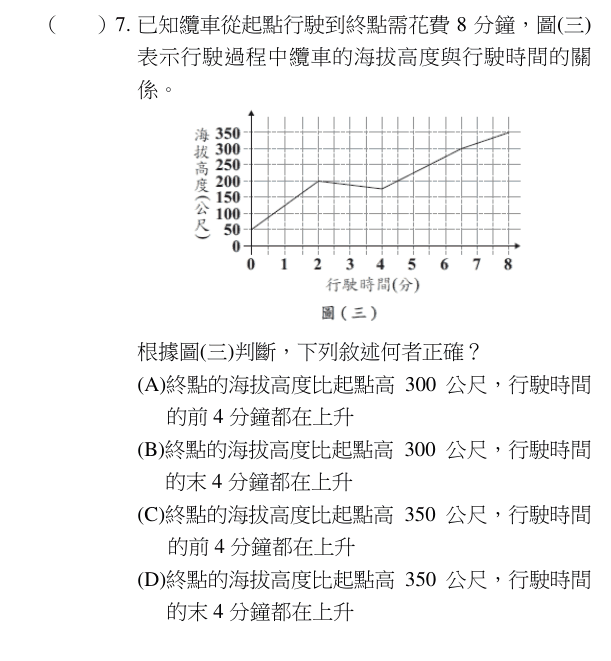 （　　）7. 已知纜車從起點行駛到終點需花費 8 分鐘，圖(三)
表示行駛過程中纜車的海拔高度與行駛時間的關
係。
海拔高度(公尺)
350
300
250
200
150
100
50
0
0 1 2 3 4 5 6 7 8
行駛時間(分)
圖(三)
根據圖(三)判斷，下列敘述何者正確？
(A)終點的海拔高度比起點高 300 公尺，行駛時間
的前 4 分鐘都在上升
(B)終點的海拔高度比起點高 300 公尺，行駛時間
的末 4 分鐘都在上升
(C)終點的海拔高度比起點高 350 公尺，行駛時間
的前 4 分鐘都在上升
(D)終點的海拔高度比起點高 350 公尺，行駛時間
的末 4 分鐘都在上升